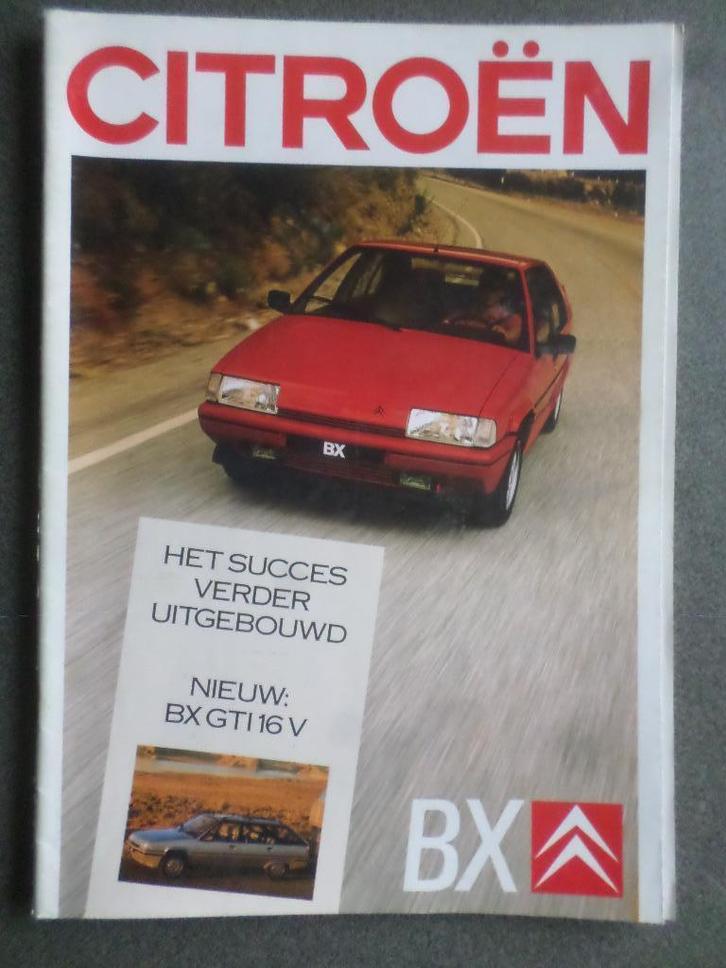 CITROËN
BX
HET SUCCES
VERDER
UITGEBOUWD
NIEUW:
BX GTI 16 V
BX